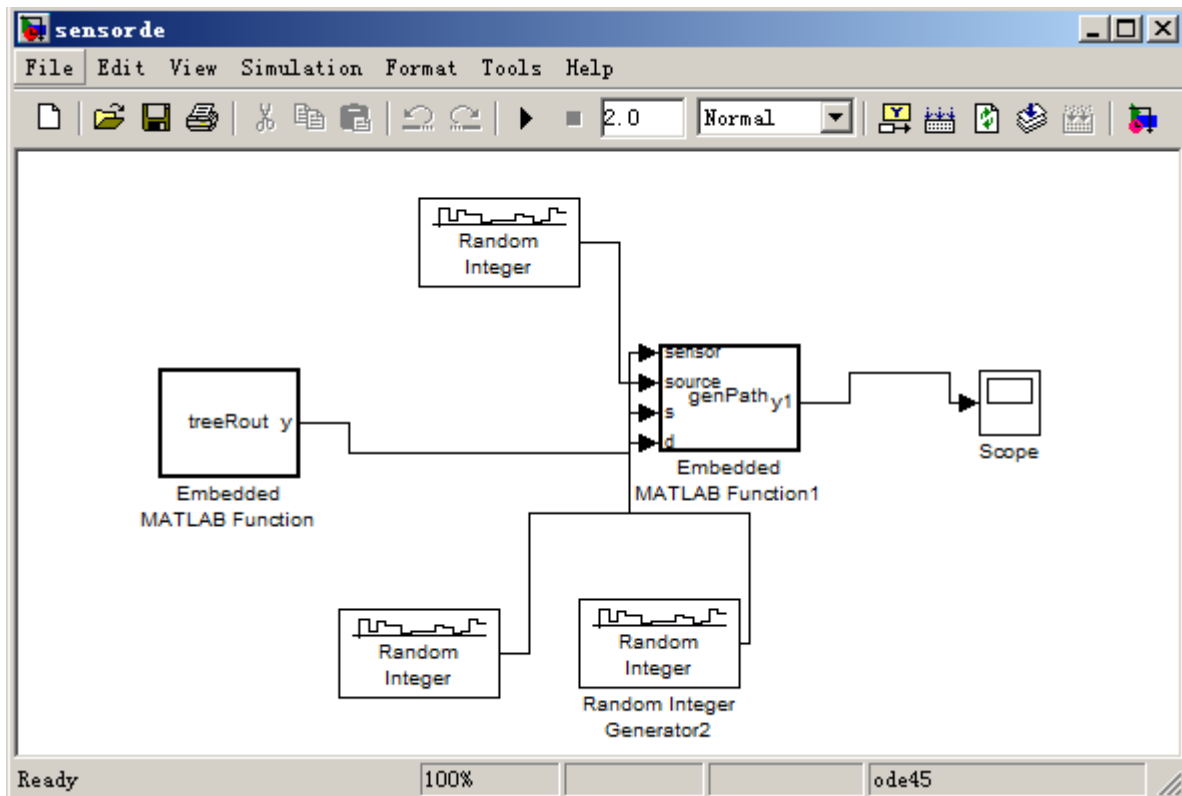 sensorde
File Edit View Simulation Format Tools Help
2.0 Normal
Random
Integer
treeRout y
Embedded
MATLAB Function
sensor
source
genPath y1
s
d
Embedded
MATLAB Function1
Scope
Random
Integer
Random
Integer
Random Integer
Generator2
Ready 100% ode45